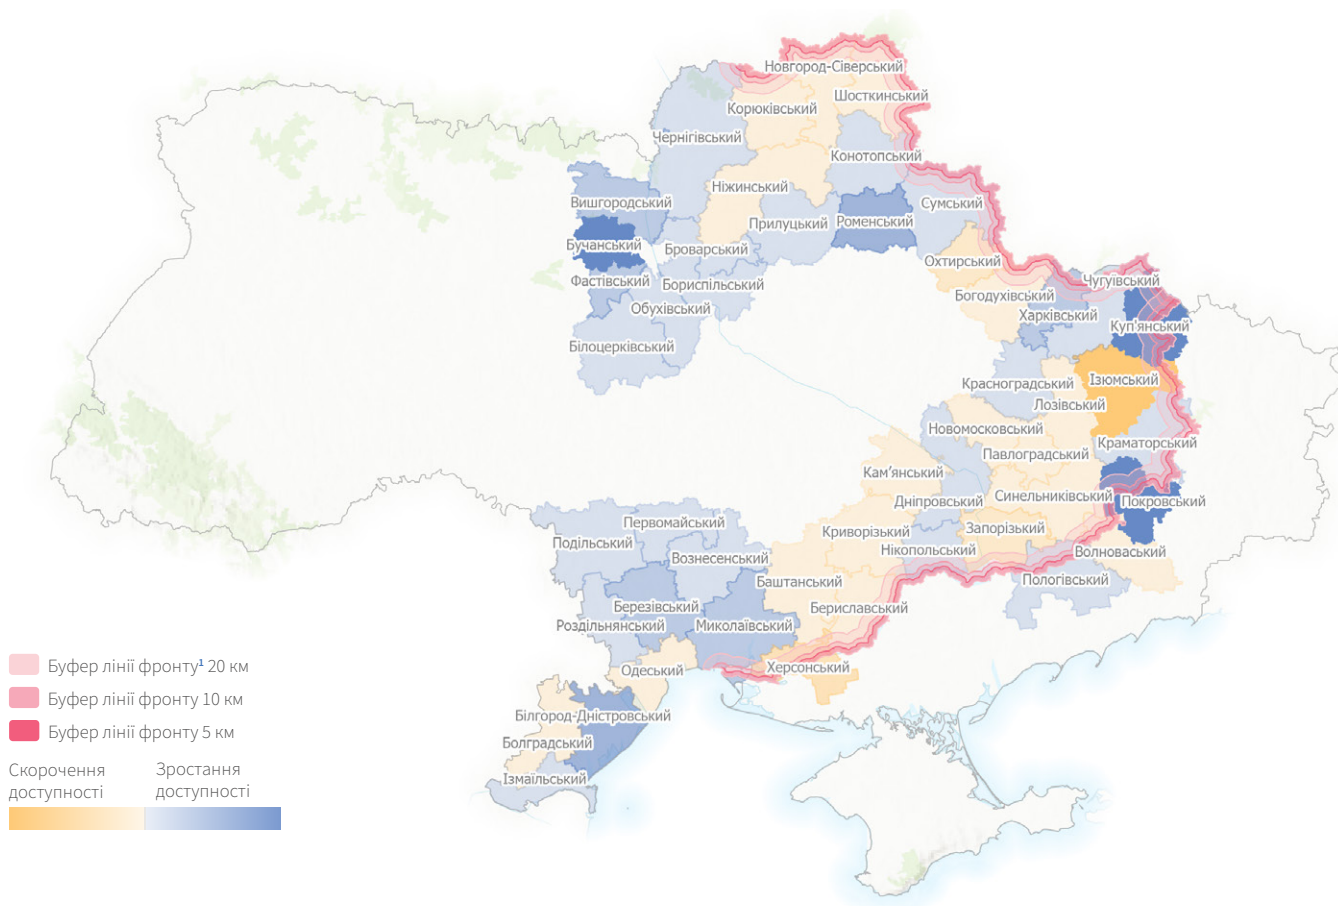 Новгород-Сіверський
Шосткинський
Корюківський
Чернігівський
Конотопський
Ніжинський
Вишгородський
Сумський
Прилуцький
Роменський
Бучанський
Броварський
Охтирський
Фастівський
Бориспільський
Чугуївський
Богодухівський
Обухівський
Харківський
Куп'янський
Білоцерківський
Ізюмський
Красноградський
Лозівський
Новомосковський
Краматорський
Павлоградський
Кам'янський
Синельниківський
Дніпровський
Покровський
Первомайський
Запорізький
Криворізький
Подільський
Нікопольський
Волноваський
Вознесенський
Баштанський
Пологівський
Березівський
Бериславський
Роздільнянський
Миколаївський
Одеський
Херсонський
Білгород-Дністровський
Болградський
Ізмаїльський
Буфер лінії фронту¹ 20 км
Буфер лінії фронту 10 км
Буфер лінії фронту 5 км
Скорочення
доступності
Зростання
доступності